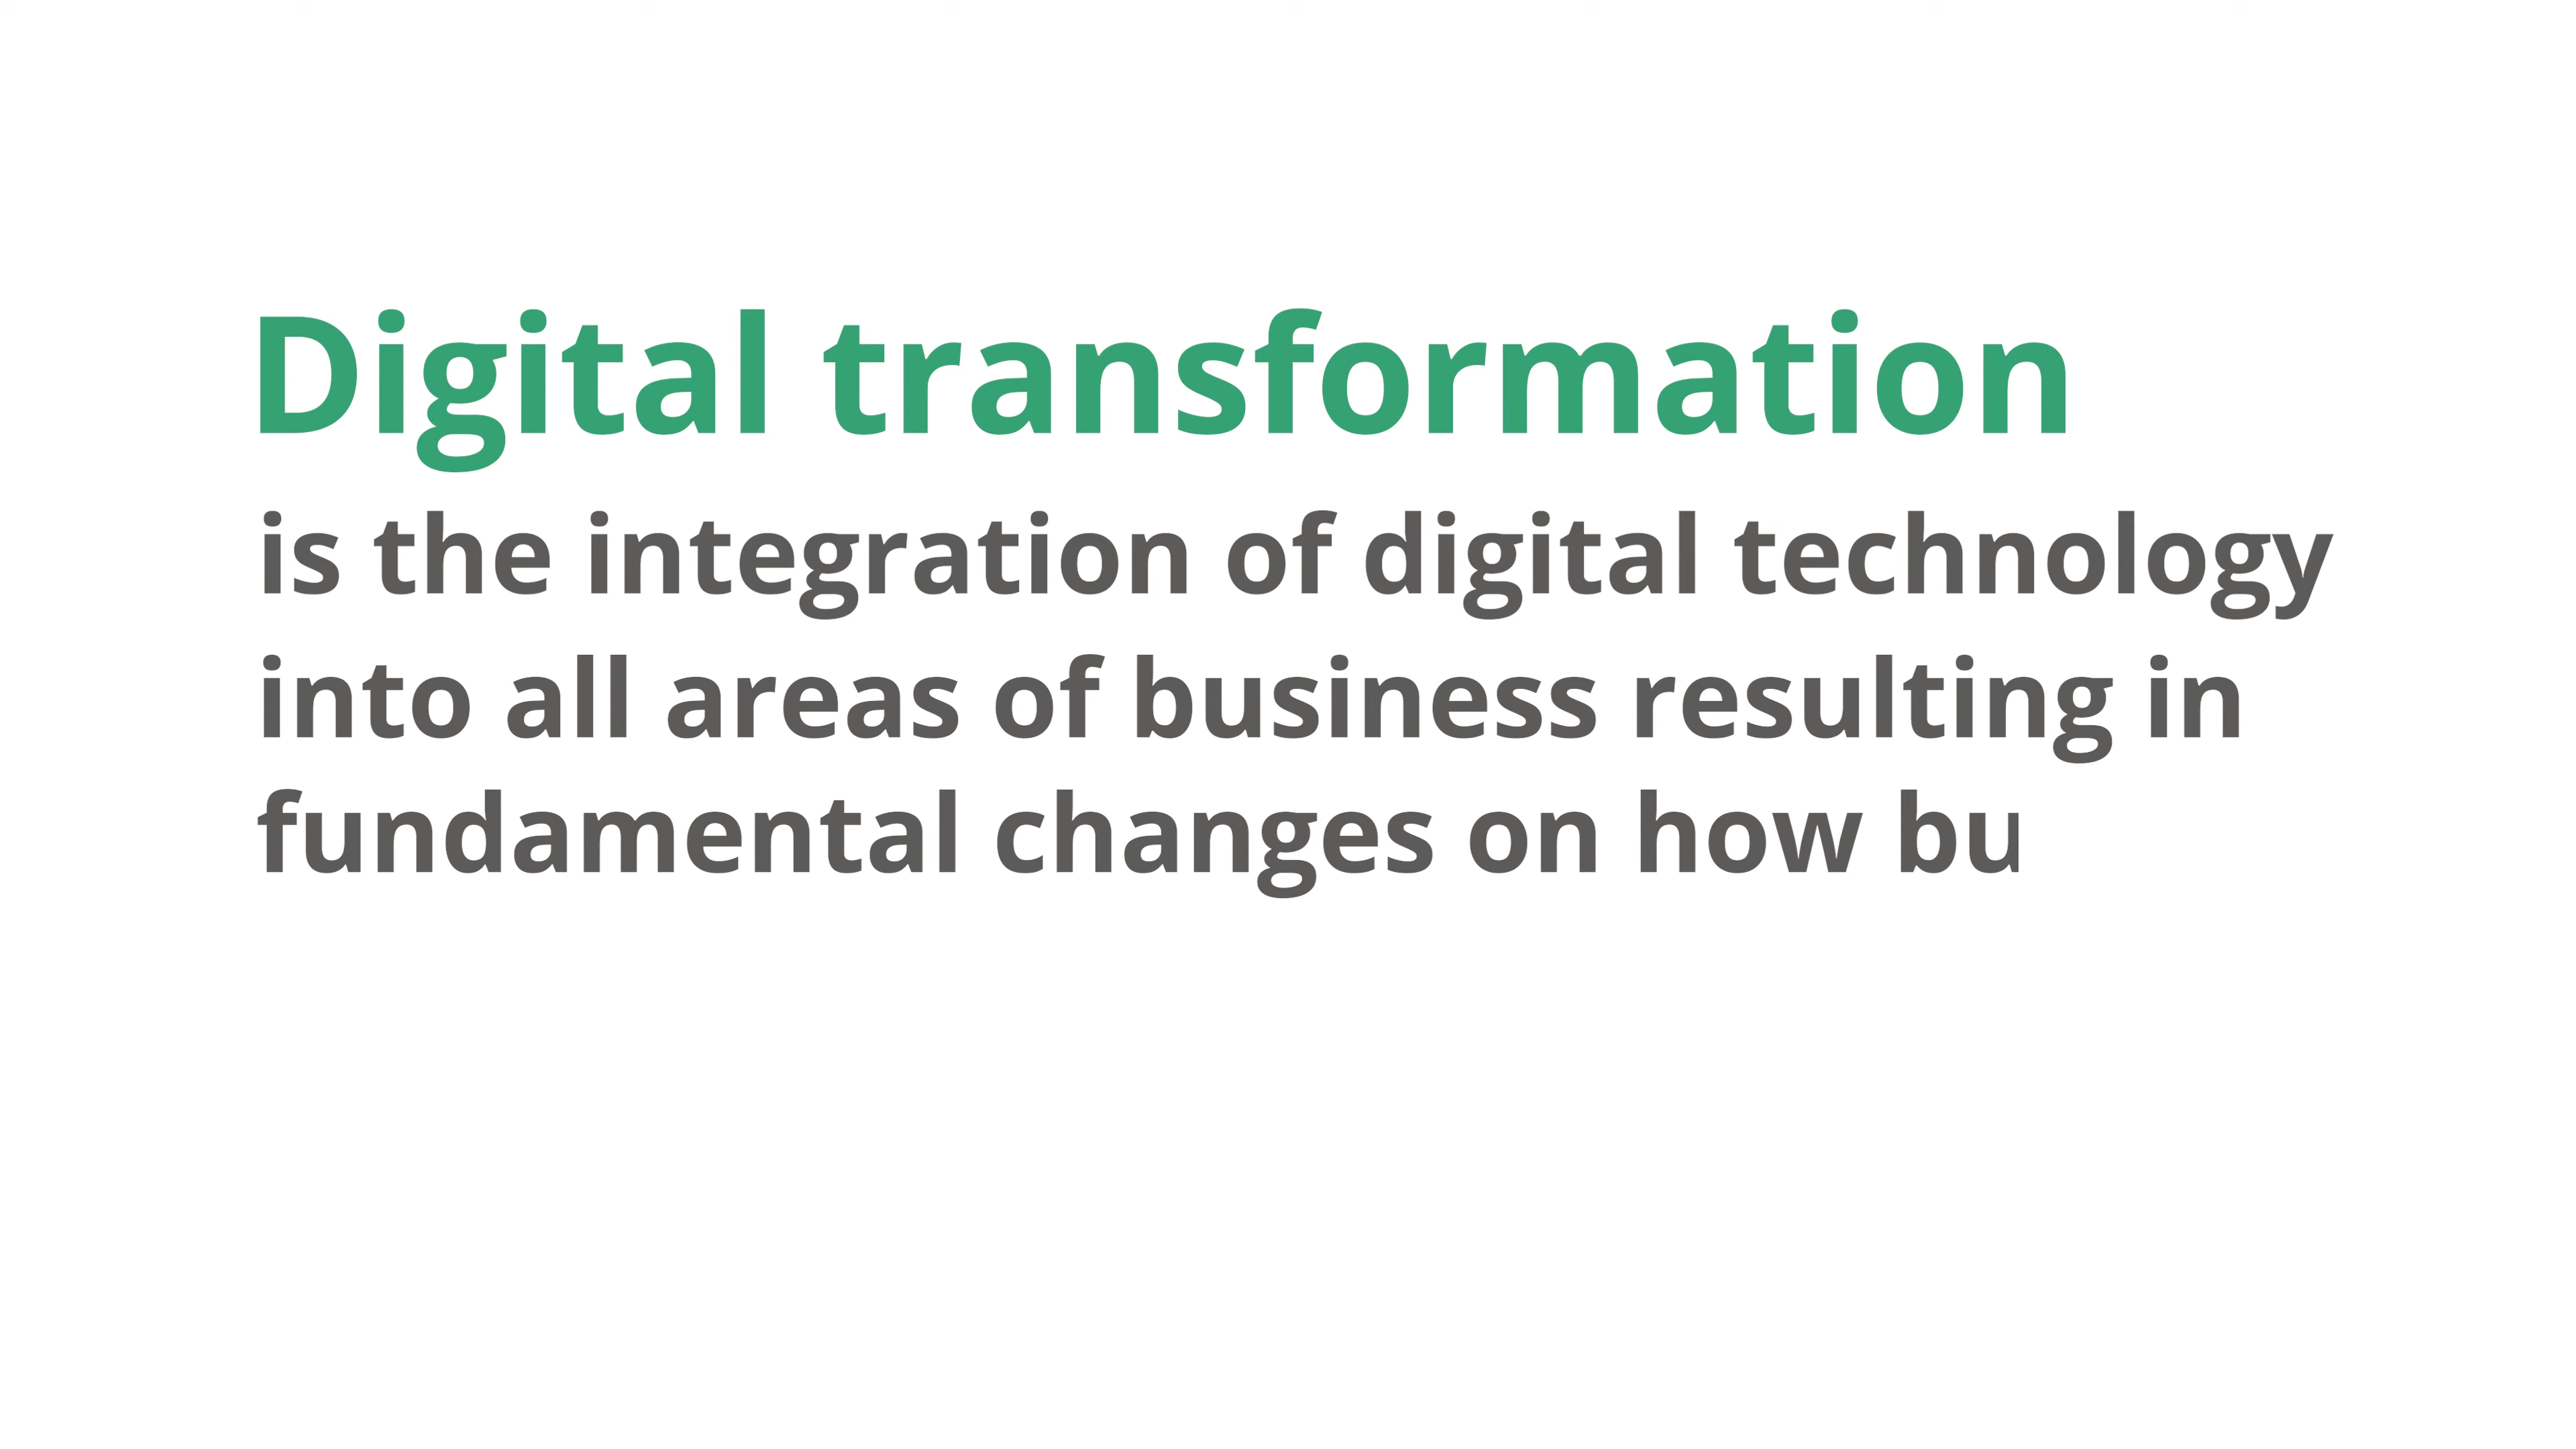 Digital transformation
is the integration of digital technology
into all areas of business resulting in
fundamental changes on how bu